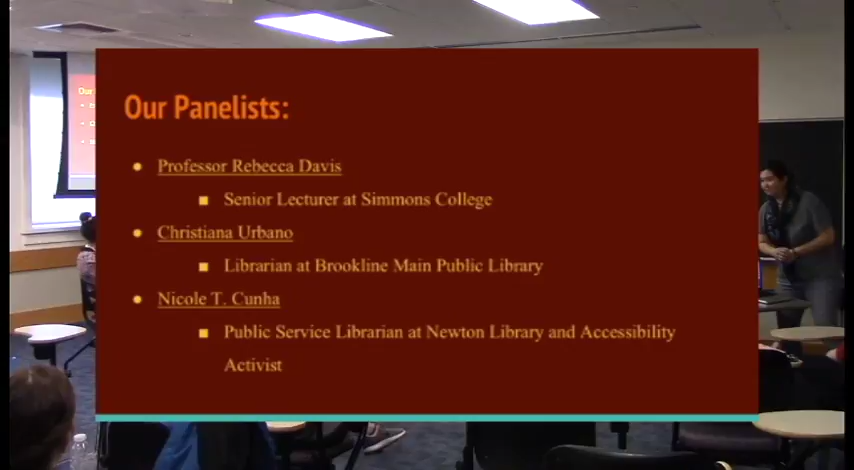 Our Panelists:
Professor Rebecca Davis
Senior Lecturer at Simmons College
Christiana Urbano
Librarian at Brookline Main Public Library
Nicole T. Cunha
Public Service Librarian at Newton Library and Accessibility
Activist